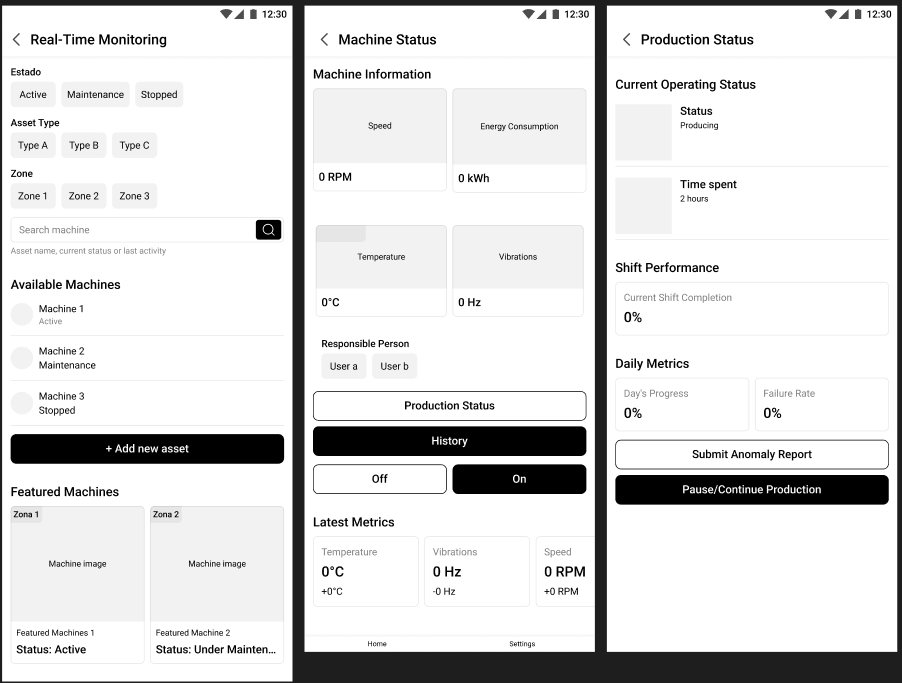 12:30
Real-Time Monitoring
Estado
Active Maintenance Stopped
Asset Type
Type A Type B Type C
Zone
Zone 1 Zone 2 Zone 3
Search machine
Asset name, current status or last activity
Available Machines
Machine 1
Active
Machine 2
Maintenance
Machine 3
Stopped
+ Add new asset
Featured Machines
Zona 1 Zona 2
Machine image Machine image
Featured Machines 1 Featured Machine 2
Status: Active Status: Under Mainten...
12:30
Machine Status
Machine Information
Speed Energy Consumption
0 RPM 0 kWh
Temperature Vibrations
0°C 0 Hz
Responsible Person
User a User b
Production Status
History
Off On
Latest Metrics
Temperature Vibrations Speed
0°C 0 Hz 0 RPM
+0°C -0 Hz +0 RPM
Home Settings
12:30
Production Status
Current Operating Status
Status
Producing
Time spent
2 hours
Shift Performance
Current Shift Completion
0%
Daily Metrics
Day's Progress Failure Rate
0% 0%
Submit Anomaly Report
Pause/Continue Production